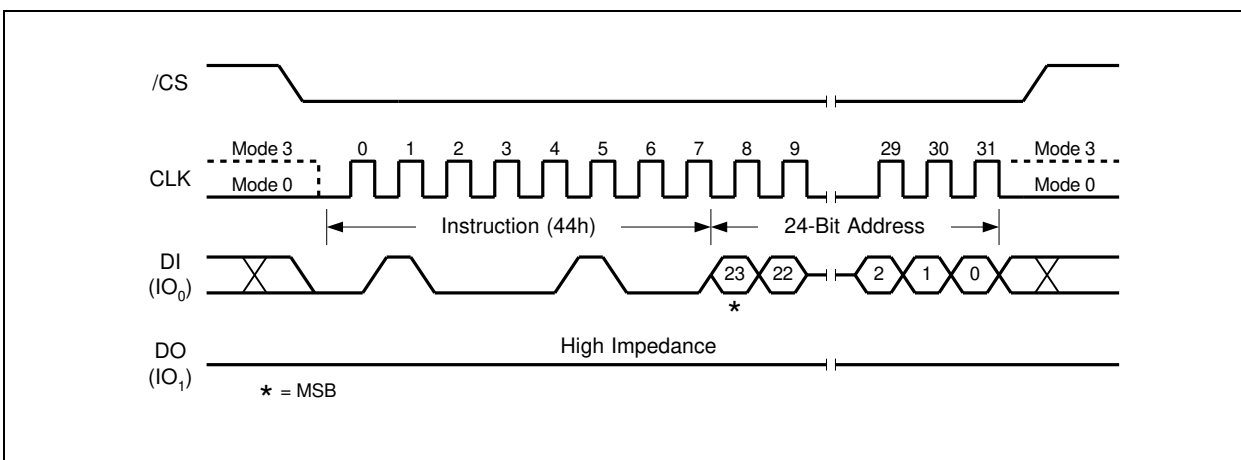 /CS
Mode 3 0 1 2 3 4 5 6 7 8 9 29 30 31 Mode 3
CLK
Mode 0 Mode 0
Instruction (44h) 24-Bit Address
DI
(IO0)
23 22 2 1 0
*
High Impedance
DO
(IO1)
* = MSB